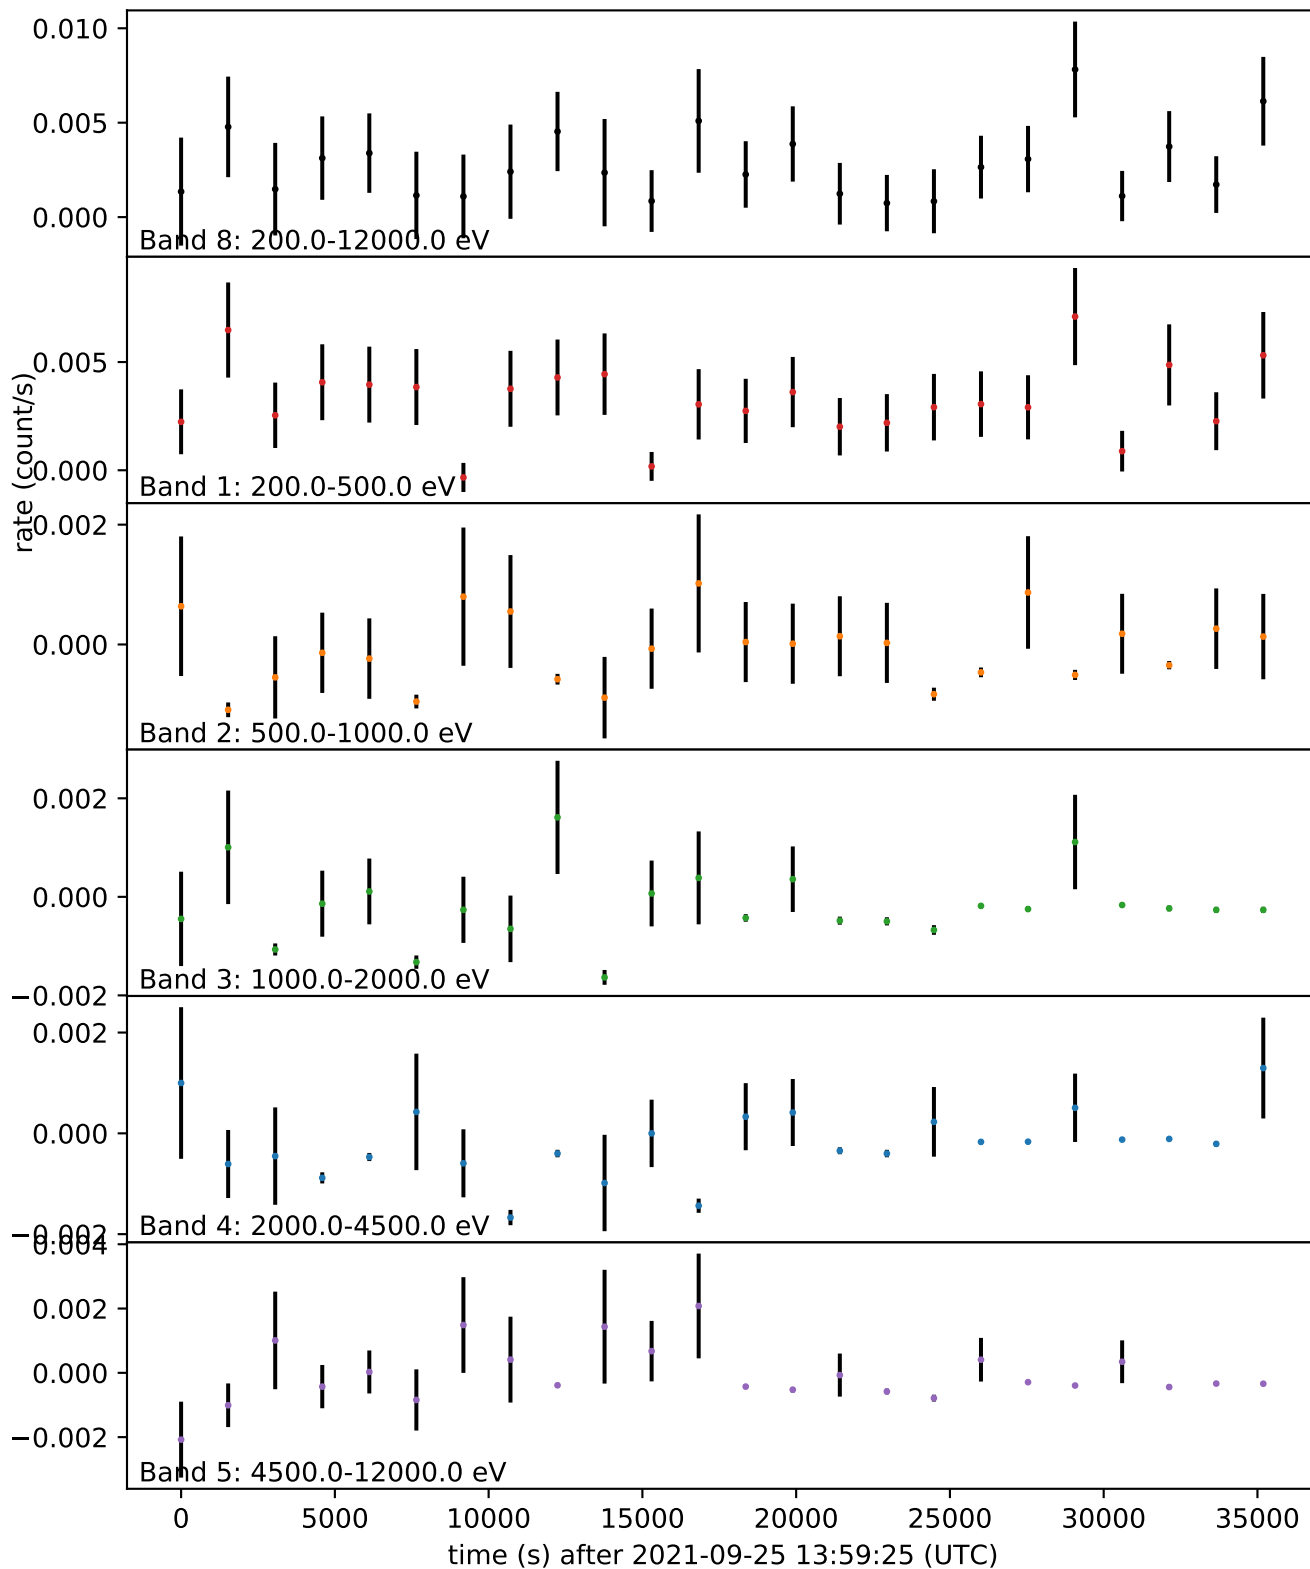 0.010
0.005
0.000
Band 8: 200.0-12000.0 eV
rate (count/s)
0.005
0.000
Band 1: 200.0-500.0 eV
0.002
0.000
Band 2: 500.0-1000.0 eV
0.002
0.000
−0.002
Band 3: 1000.0-2000.0 eV
0.002
0.000
−0.002
Band 4: 2000.0-4500.0 eV
0.004
0.002
0.000
−0.002
Band 5: 4500.0-12000.0 eV
0 5000 10000 15000 20000 25000 30000 35000
time (s) after 2021-09-25 13:59:25 (UTC)